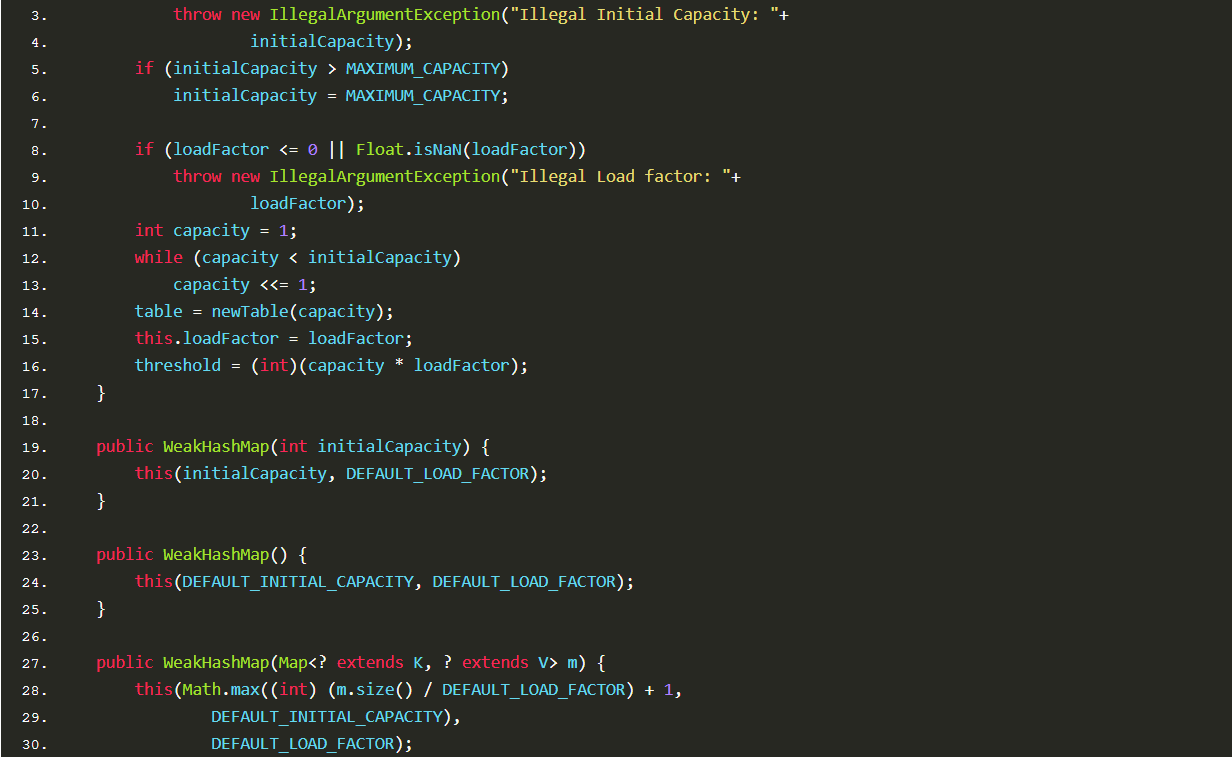 3.             throw new IllegalArgumentException("Illegal Initial Capacity: "+
4.                     initialCapacity);
5.         if (initialCapacity > MAXIMUM_CAPACITY)
6.             initialCapacity = MAXIMUM_CAPACITY;
7.
8.         if (loadFactor <= 0 || Float.isNaN(loadFactor))
9.             throw new IllegalArgumentException("Illegal Load factor: "+
10.                     loadFactor);
11.         int capacity = 1;
12.         while (capacity < initialCapacity)
13.             capacity <<= 1;
14.         table = newTable(capacity);
15.         this.loadFactor = loadFactor;
16.         threshold = (int)(capacity * loadFactor);
17.     }
18.
19.     public WeakHashMap(int initialCapacity) {
20.         this(initialCapacity, DEFAULT_LOAD_FACTOR);
21.     }
22.
23.     public WeakHashMap() {
24.         this(DEFAULT_INITIAL_CAPACITY, DEFAULT_LOAD_FACTOR);
25.     }
26.
27.     public WeakHashMap(Map<? extends K, ? extends V> m) {
28.         this(Math.max((int) (m.size() / DEFAULT_LOAD_FACTOR) + 1,
29.                 DEFAULT_INITIAL_CAPACITY),
30.                 DEFAULT_LOAD_FACTOR);